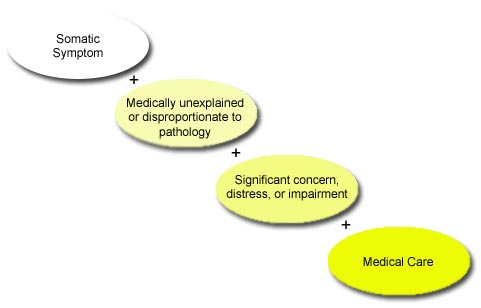 Somatic
Symptom
+
Medically unexplained
or disproportionate to
pathology
+
Significant concern,
distress, or impairment
+
Medical Care